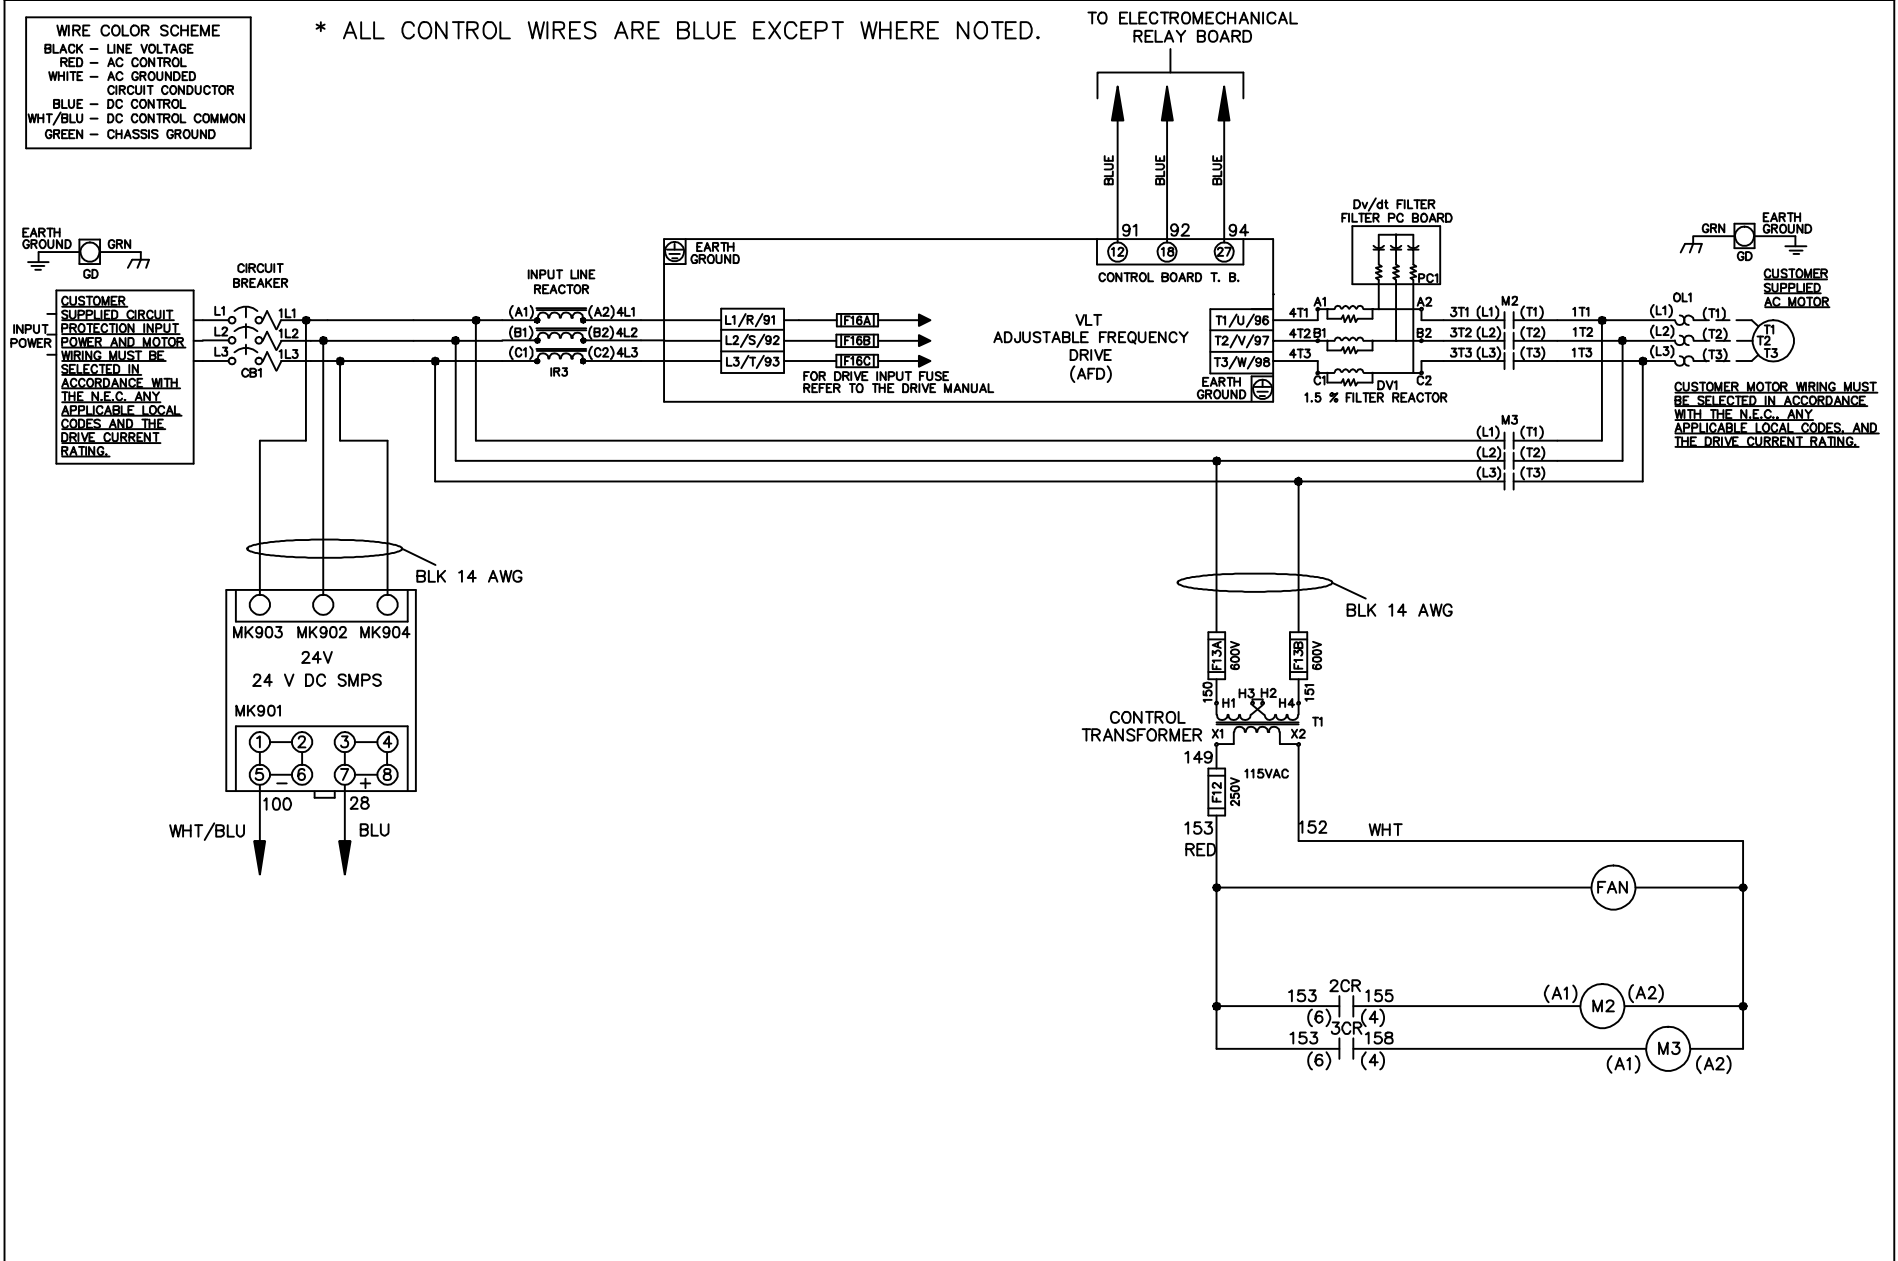 WIRE COLOR SCHEME
BLACK – LINE VOLTAGE
RED – AC CONTROL
WHITE – AC GROUNDED
CIRCUIT CONDUCTOR
BLUE – DC CONTROL
WHT/BLU – DC CONTROL COMMON
GREEN – CHASSIS GROUND
* ALL CONTROL WIRES ARE BLUE EXCEPT WHERE NOTED.
TO ELECTROMECHANICAL
RELAY BOARD
BLUE BLUE BLUE
91 92 94
12 18 27
CONTROL BOARD T. B.
EARTH
GROUND
GRN
GD
CUSTOMER
SUPPLIED CIRCUIT
PROTECTION INPUT
POWER AND MOTOR
WIRING MUST BE
SELECTED IN
ACCORDANCE WITH
THE N.E.C. ANY
APPLICABLE LOCAL
CODES AND THE
DRIVE CURRENT
RATING.
INPUT
POWER
CIRCUIT
BREAKER
L1 1L1
L2 1L2
L3 1L3
CB1
INPUT LINE
REACTOR
(A1) (A2) 4L1
(B1) (B2) 4L2
(C1) (C2) 4L3
IR3
EARTH
GROUND
L1/R/91
L2/S/92
L3/T/93
IF16A
IF16B
IF16C
FOR DRIVE INPUT FUSE
REFER TO THE DRIVE MANUAL
VLT
ADJUSTABLE FREQUENCY
DRIVE
(AFD)
T1/U/96
T2/V/97
T3/W/98
EARTH
GROUND
Dv/dt FILTER
FILTER PC BOARD
PC1
4T1 A1 A2
4T2 B1 B2
4T3
C1 DV1 C2
1.5 % FILTER REACTOR
M2
3T1 (L1) (T1) 1T1
3T2 (L2) (T2) 1T2
3T3 (L3) (T3) 1T3
M3
(L1) (T1)
(L2) (T2)
(L3) (T3)
OL1
(L1) (T1)
(L2) (T2)
(L3) (T3)
GRN
EARTH
GROUND
GD
CUSTOMER
SUPPLIED
AC MOTOR
T1
T2
T3
CUSTOMER MOTOR WIRING MUST
BE SELECTED IN ACCORDANCE
WITH THE N.E.C., ANY
APPLICABLE LOCAL CODES, AND
THE DRIVE CURRENT RATING.
BLK 14 AWG
MK903 MK902 MK904
24V
24 V DC SMPS
MK901
1 2 3 4
5 – 6 7 + 8
100 28
WHT/BLU BLU
BLK 14 AWG
F13A 600V F13B 600V
150 151
H1 H3 H2 H4
T1
CONTROL
TRANSFORMER
X1 X2
149
115VAC
F12 250V
153
RED
152 WHT
FAN
2CR
153 155 (A1) M2 (A2)
(6) (4)
3CR
153 158 M3
(6) (4) (A1) (A2)